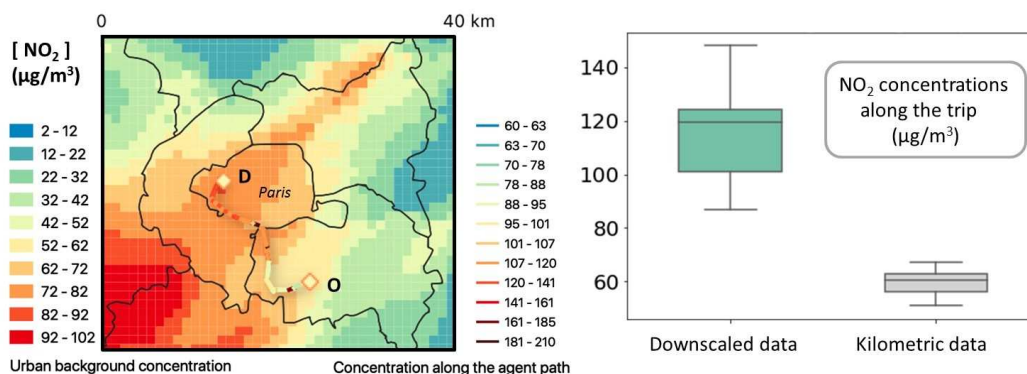 0
40 km
[ NO₂ ]
(µg/m³)
2 - 12
12 - 22
22 - 32
32 - 42
42 - 52
52 - 62
62 - 72
72 - 82
82 - 92
92 - 102
D
Paris
O
60 - 63
63 - 70
70 - 78
78 - 88
88 - 95
95 - 101
101 - 107
107 - 120
120 - 141
141 - 161
161 - 185
181 - 210
Urban background concentration
Concentration along the agent path
140
120
100
80
60
NO₂ concentrations
along the trip
(µg/m³)
Downscaled data
Kilometric data